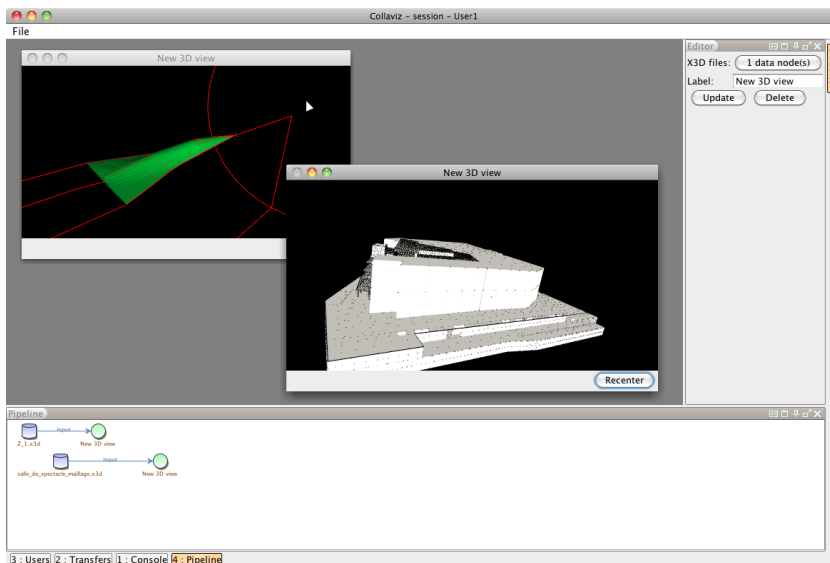 Collaviz - session - User1
File
New 3D view
New 3D view
Recenter
Editor
X3D files: 1 data node(s)
Label: New 3D view
Update Delete
Pipeline
input
Z_1.x3d New 3D view
input
salle_de_spectacle_maillage.x3d New 3D view
3 : Users 2 : Transfers 1 : Console 4 : Pipeline